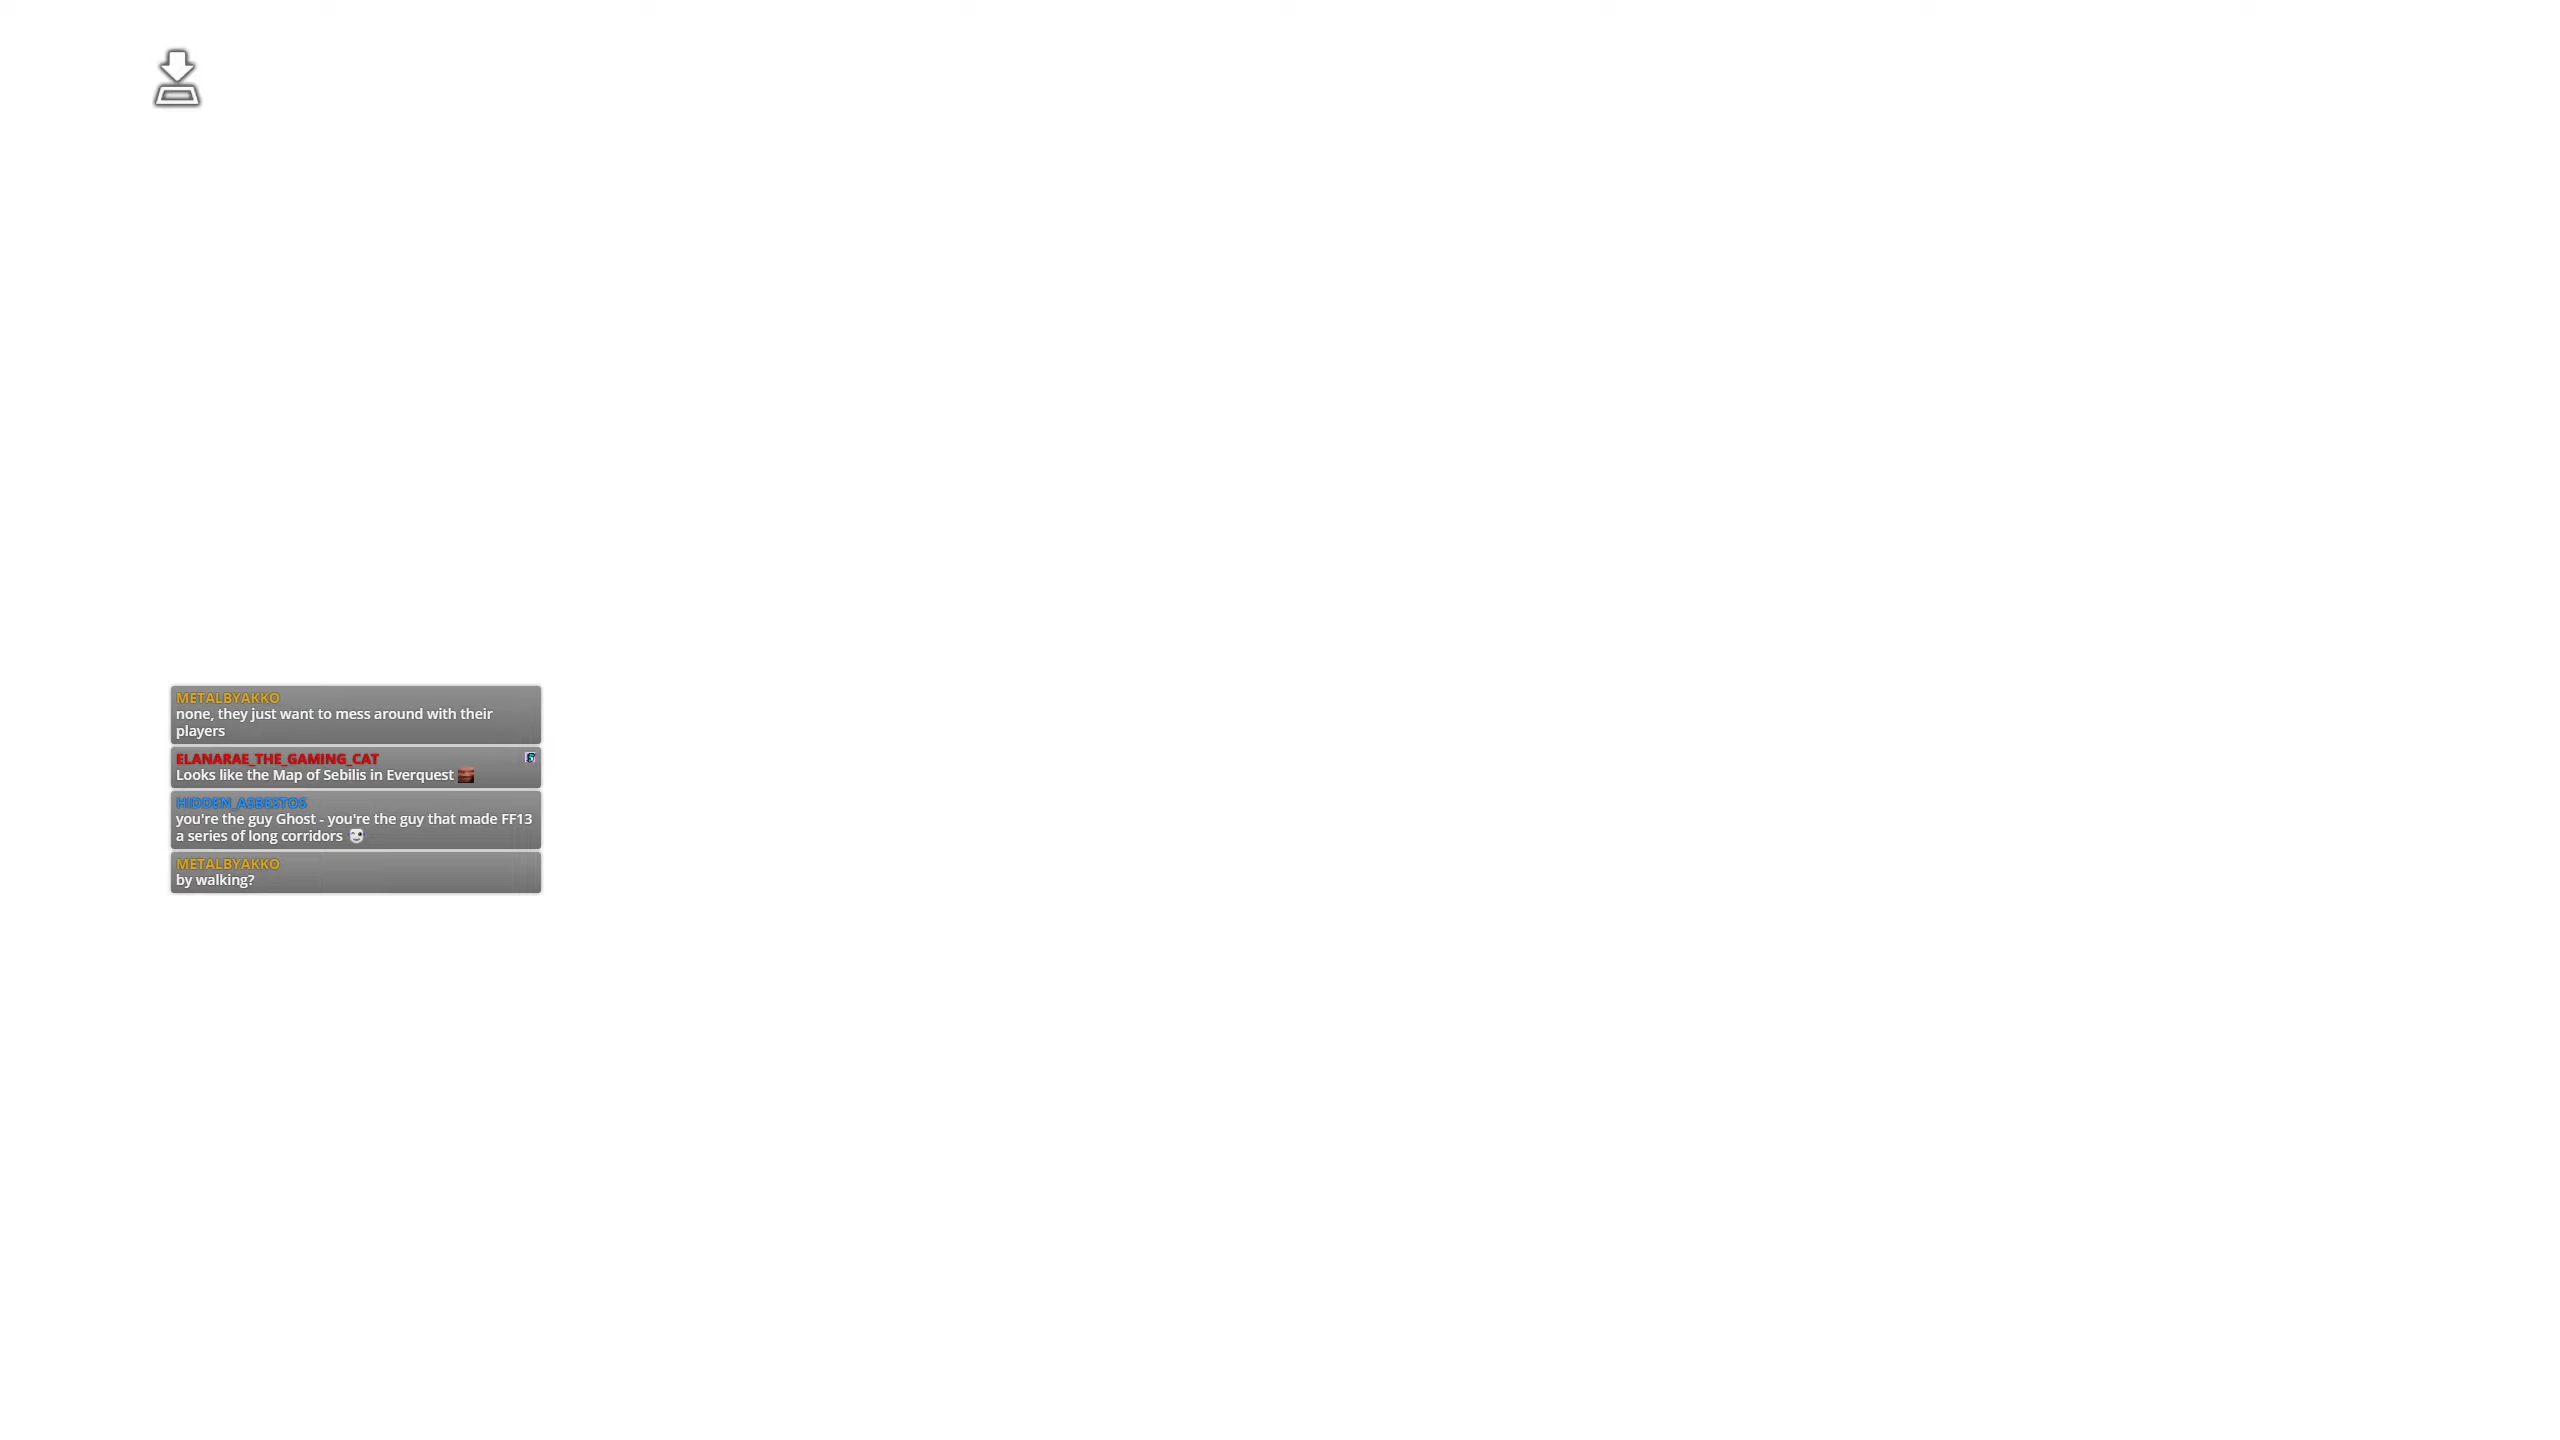 METALBYAKKO
none, they just want to mess around with their
players
ELANARAE_THE_GAMING_CAT
Looks like the Map of Sebilis in Everquest
HIDDEN_ASBESTOS
you're the guy Ghost - you're the guy that made FF13
a series of long corridors
METALBYAKKO
by walking?